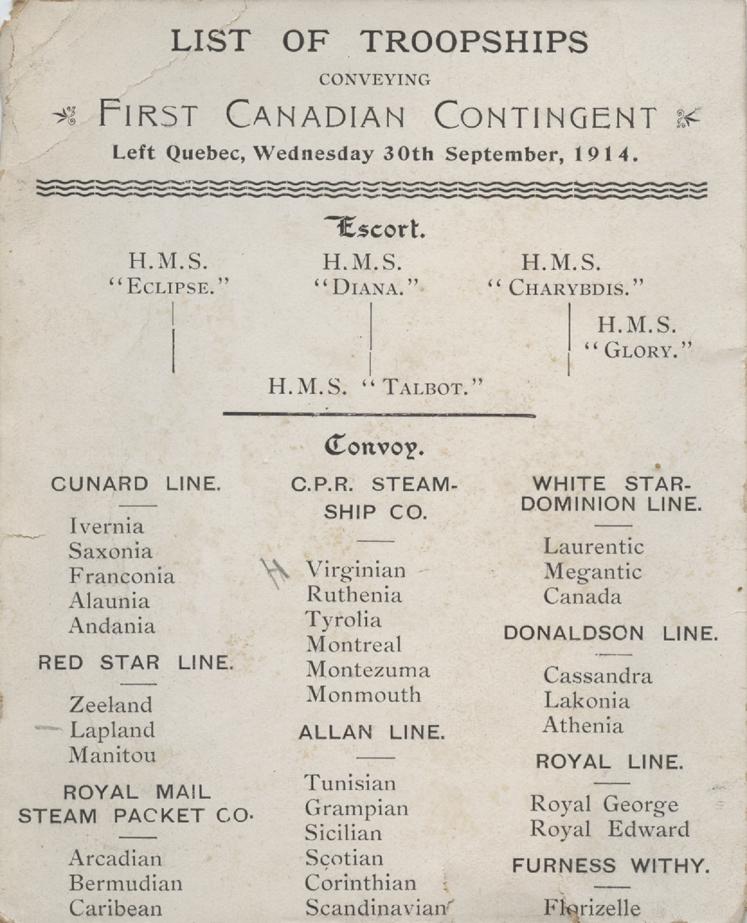 LIST OF TROOPSHIPS
CONVEYING
FIRST CANADIAN CONTINGENT
Left Quebec, Wednesday 30th September, 1914.
Escort.
H.M.S.
"ECLIPSE."
H.M.S.
"DIANA."
H.M.S.
"CHARYBDIS."
H.M.S.
"GLORY."
H.M.S. "TALBOT."
Convoy.
CUNARD LINE.
Ivernia
Saxonia
Franconia
Alaunia
Andania
RED STAR LINE.
Zeeland
Lapland
Manitou
ROYAL MAIL
STEAM PACKET CO.
Arcadian
Bermudian
Caribean
C.P.R. STEAM-
SHIP CO.
H Virginian
Ruthenia
Tyrolia
Montreal
Montezuma
Monmouth
ALLAN LINE.
Tunisian
Grampian
Sicilian
Scotian
Corinthian
Scandinavian
WHITE STAR-
DOMINION LINE.
Laurentic
Megantic
Canada
DONALDSON LINE.
Cassandra
Lakonia
Athenia
ROYAL LINE.
Royal George
Royal Edward
FURNESS WITHY.
Florizelle